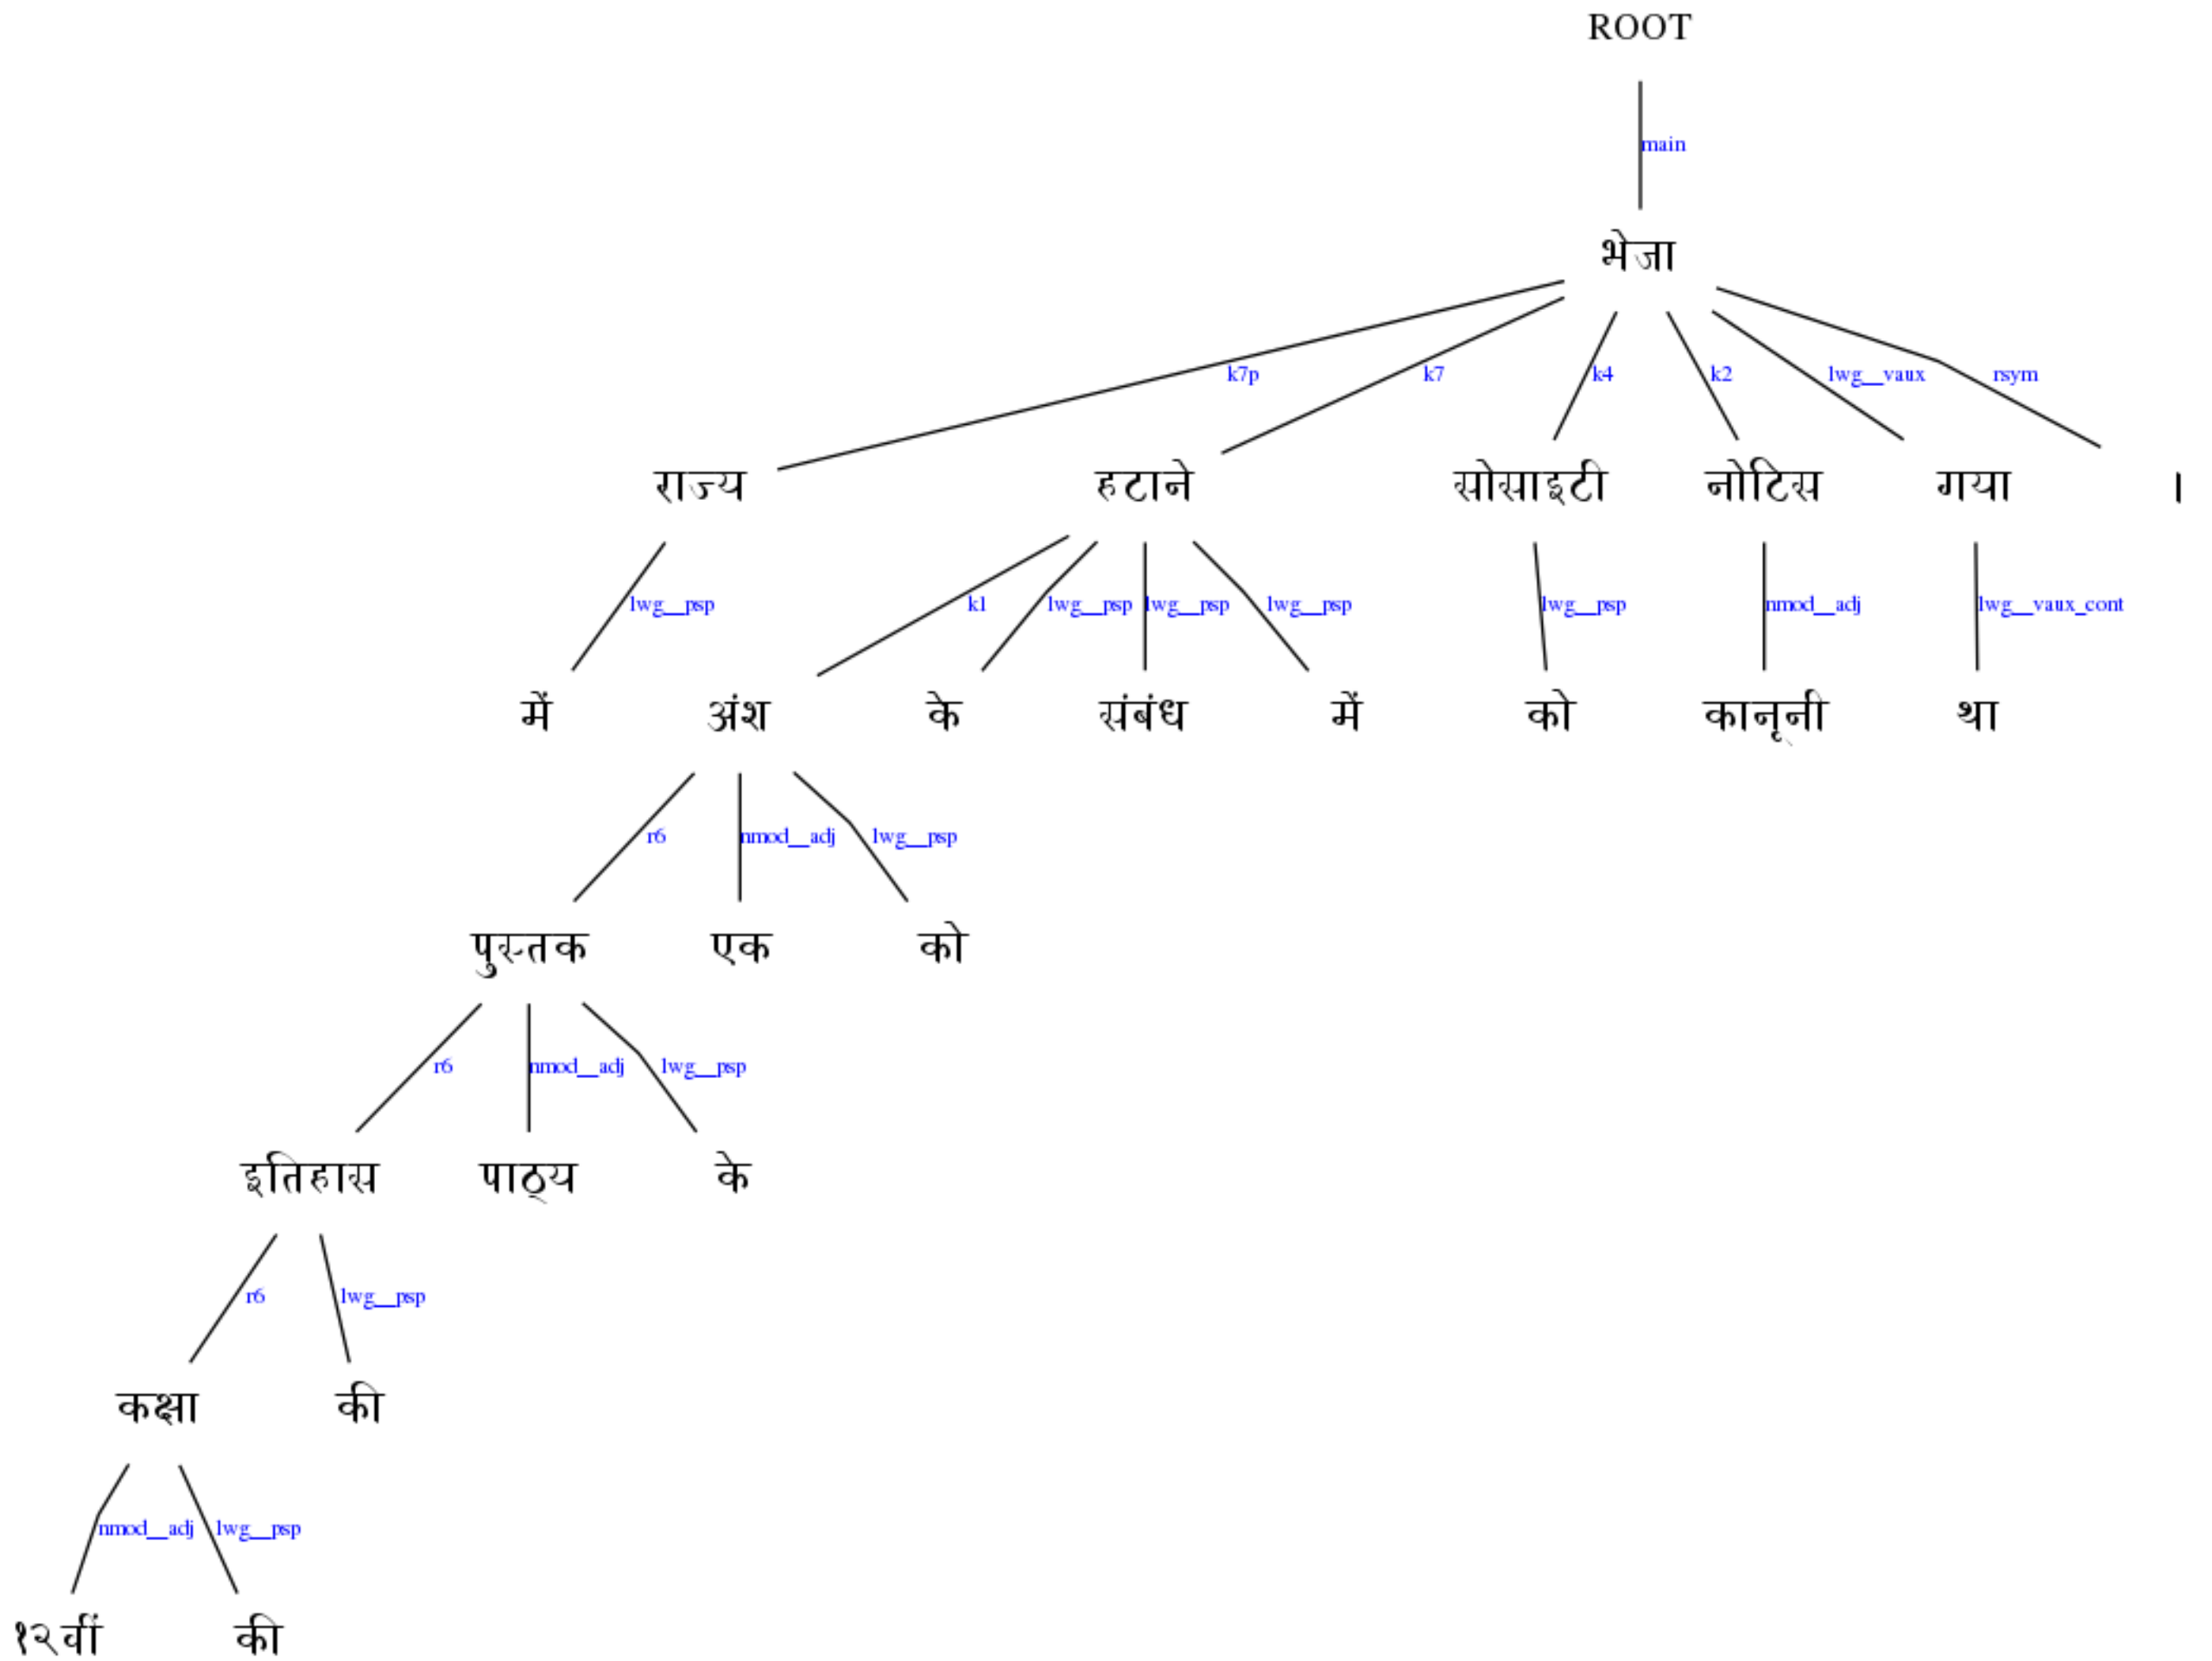 ROOT
main
भेजा
k7p k7 k4 k2 lwg__vaux rsym
राज्य हटाने सोसाइटी नोटिस गया ।
lwg__psp k1 lwg__psp lwg__psp lwg__psp lwg__psp nmod__adj lwg__vaux_cont
में अंश के संबंध में को कानूनी था
r6 nmod__adj lwg__psp
पुस्तक एक को
r6 nmod__adj lwg__psp
इतिहास पाठ्य के
r6 lwg__psp
कक्षा की
nmod__adj lwg__psp
१२वीं की